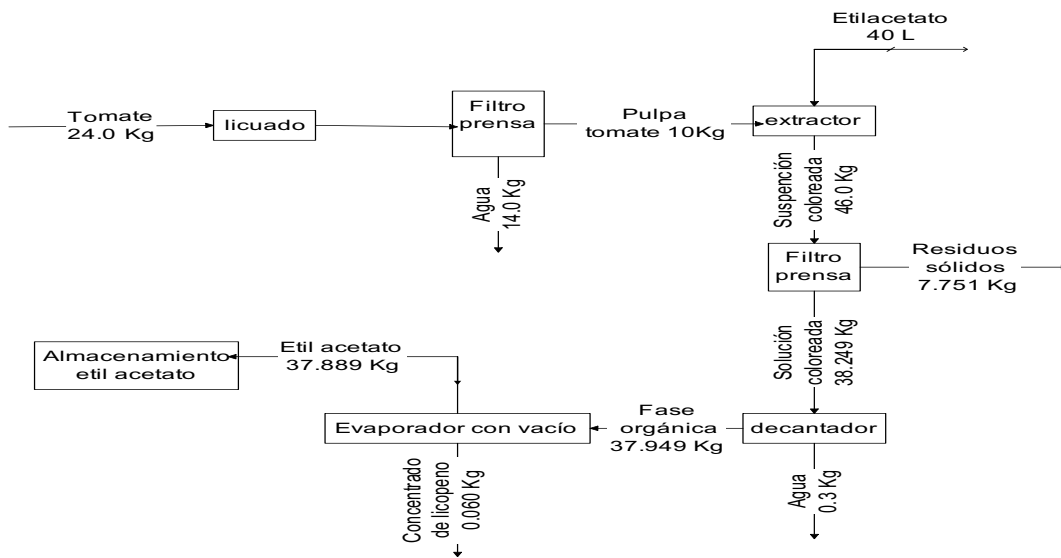 Etilacetato
40 L
Tomate
24.0 Kg
licuado
Filtro
prensa
Pulpa
tomate 10Kg
extractor
Agua
14.0 Kg
Suspención
coloreada
46.0 Kg
Filtro
prensa
Residuos
sólidos
7.751 Kg
Solución
coloreada
38.249 Kg
Almacenamiento
etil acetato
Etil acetato
37.889 Kg
Evaporador con vacío
Fase
orgánica
37.949 Kg
decantador
Concentrado
de licopeno
0.060 Kg
Agua
0.3 Kg